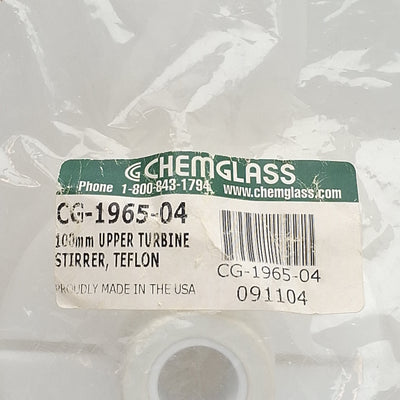 CHEMGLASS
Phone 1-800-843-1794 www.chemglass.com
CG-1965-04
100mm UPPER TURBINE
STIRRER, TEFLON
PROUDLY MADE IN THE USA
CG-1965-04
091104